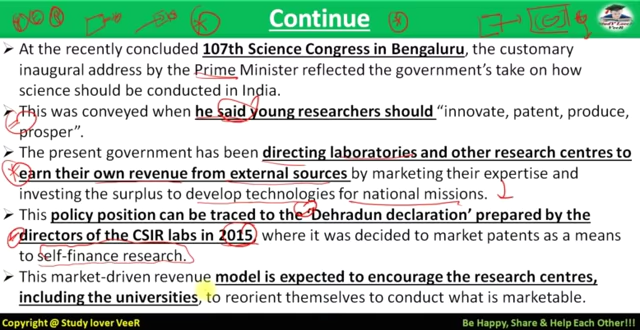 Continue
Study lover VeeR
➢ At the recently concluded 107th Science Congress in Bengaluru, the customary
inaugural address by the Prime Minister reflected the government's take on how
science should be conducted in India.
➢ This was conveyed when he said young researchers should "innovate, patent, produce,
prosper".
➢ The present government has been directing laboratories and other research centres to
earn their own revenue from external sources by marketing their expertise and
investing the surplus to develop technologies for national missions.
➢ This policy position can be traced to the 'Dehradun declaration' prepared by the
directors of the CSIR labs in 2015, where it was decided to market patents as a means
to self-finance research.
➢ This market-driven revenue model is expected to encourage the research centres,
including the universities, to reorient themselves to conduct what is marketable.
Copyright @ Study lover VeeR
Be Happy, Share & Help Each Other!!!